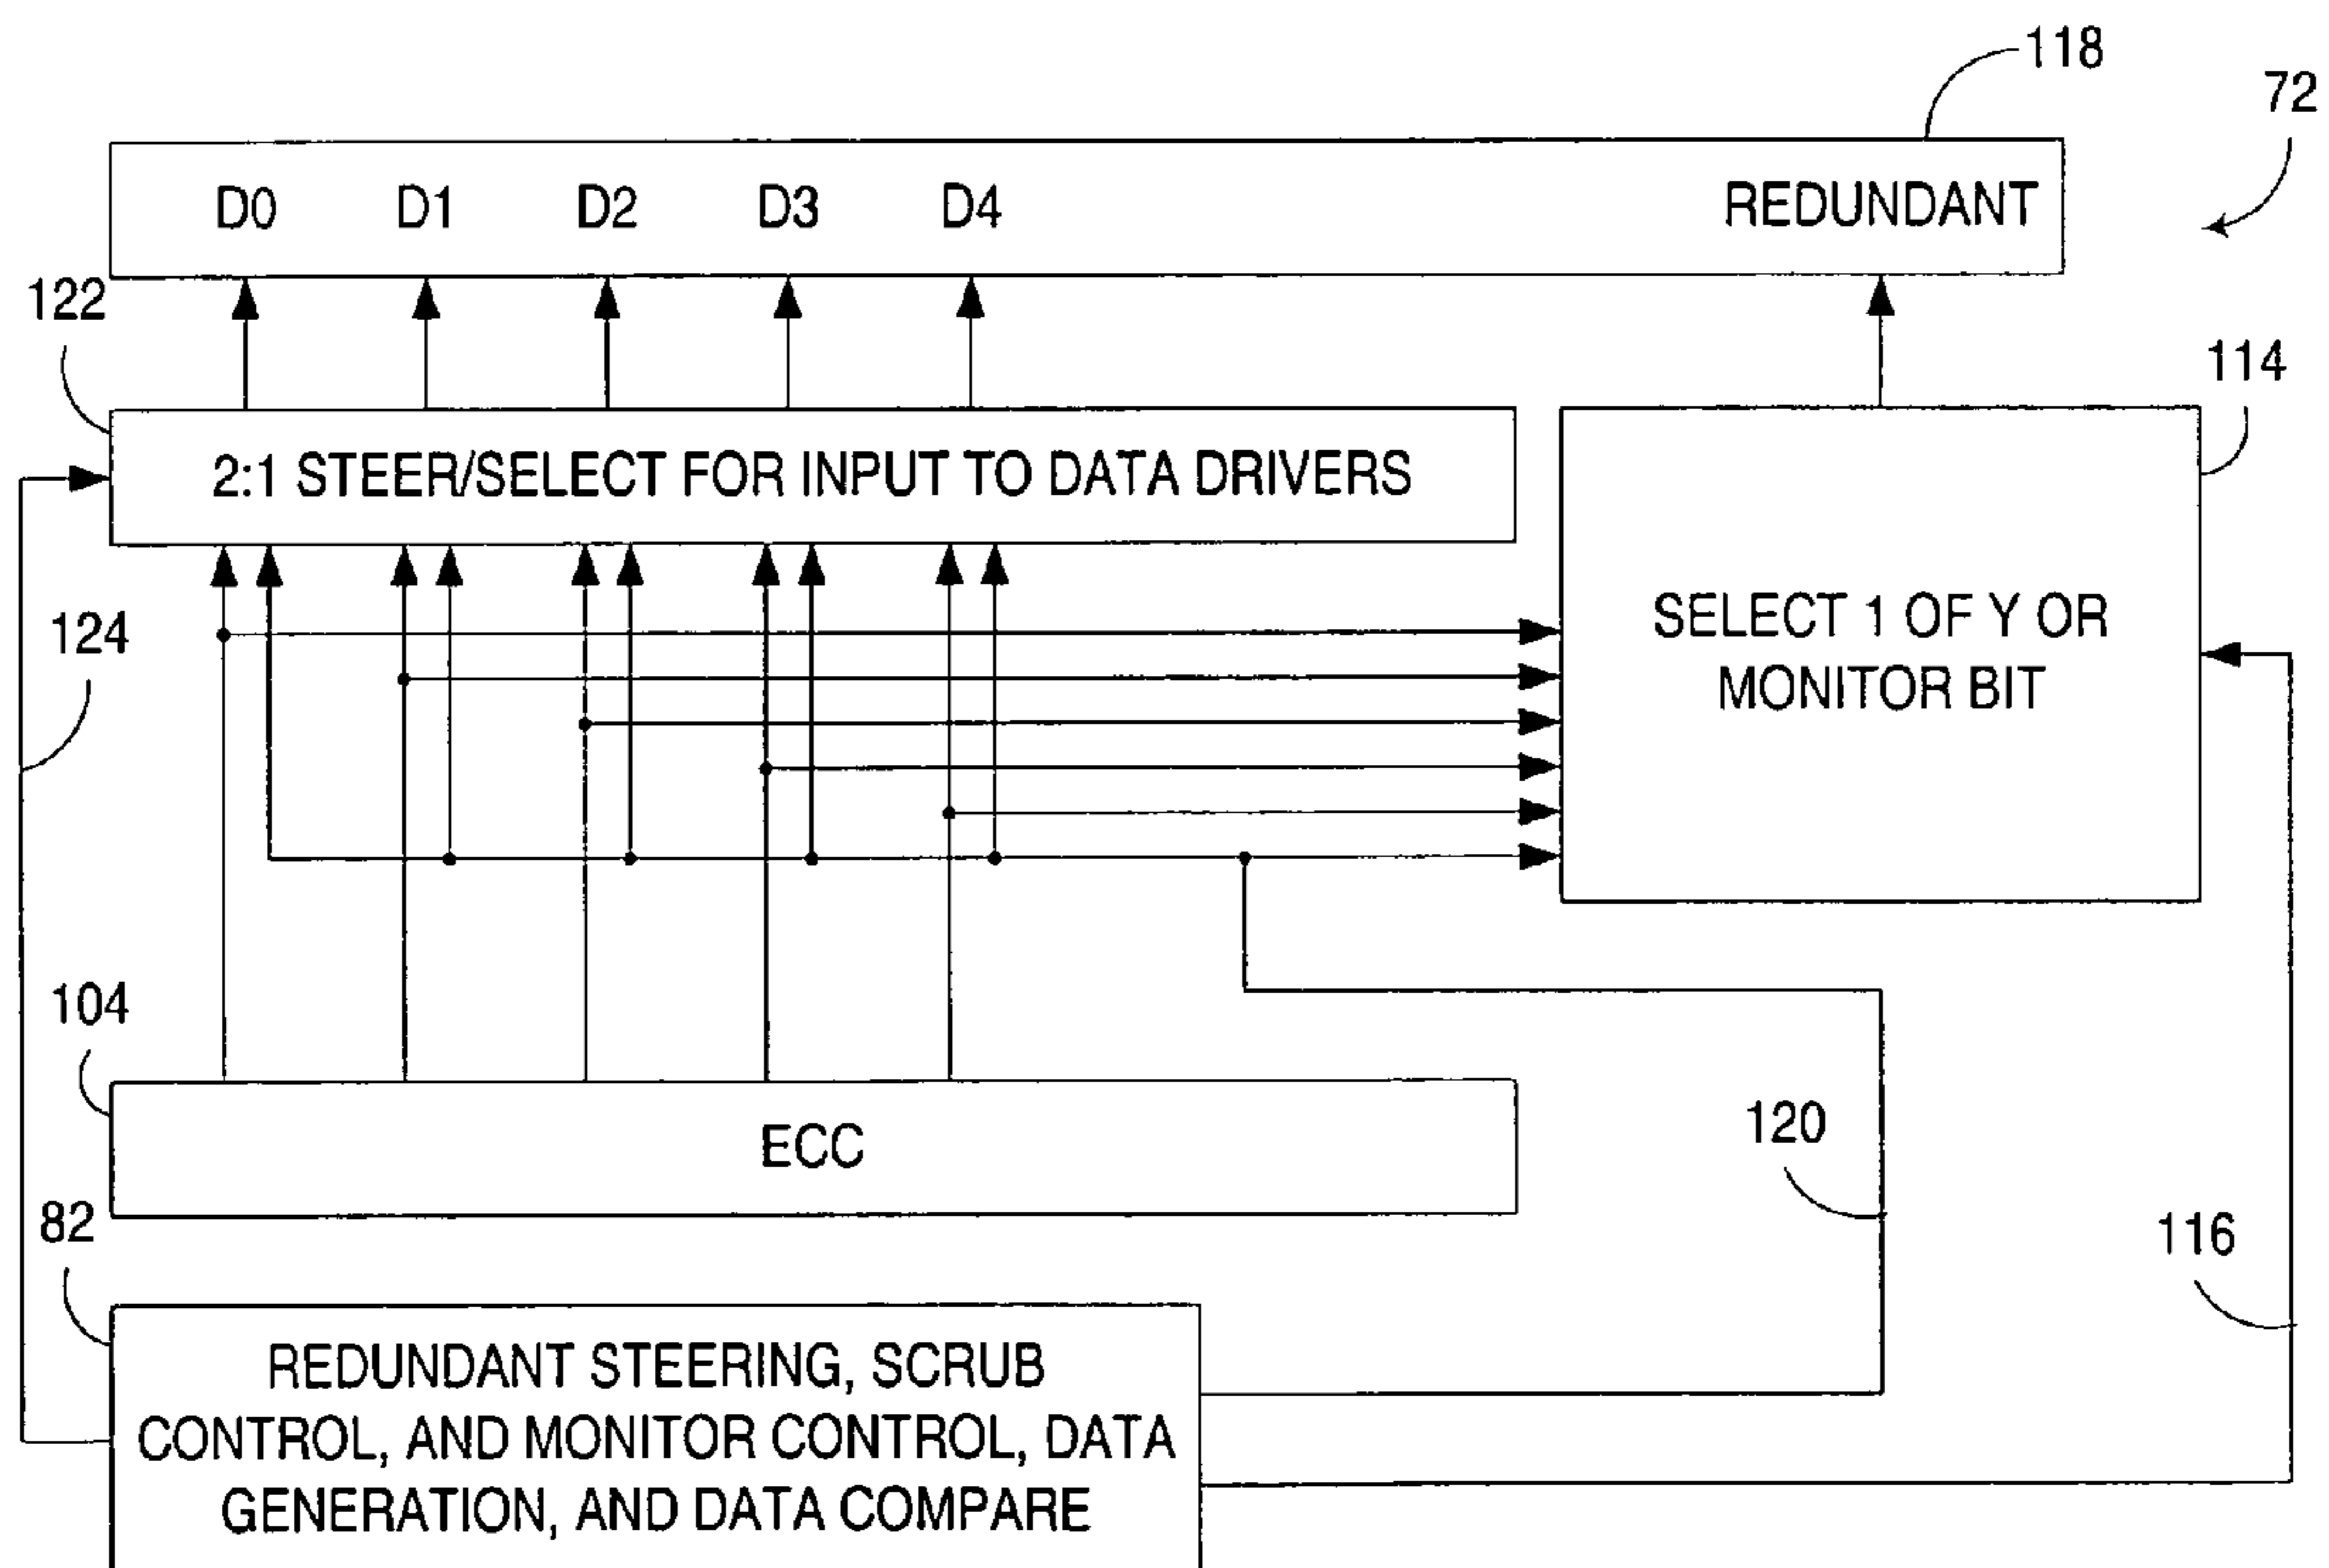 118
72
D0 D1 D2 D3 D4 REDUNDANT
122
114
2:1 STEER/SELECT FOR INPUT TO DATA DRIVERS
124
SELECT 1 OF Y OR
MONITOR BIT
104
ECC
120
82
116
REDUNDANT STEERING, SCRUB
CONTROL, AND MONITOR CONTROL, DATA
GENERATION, AND DATA COMPARE